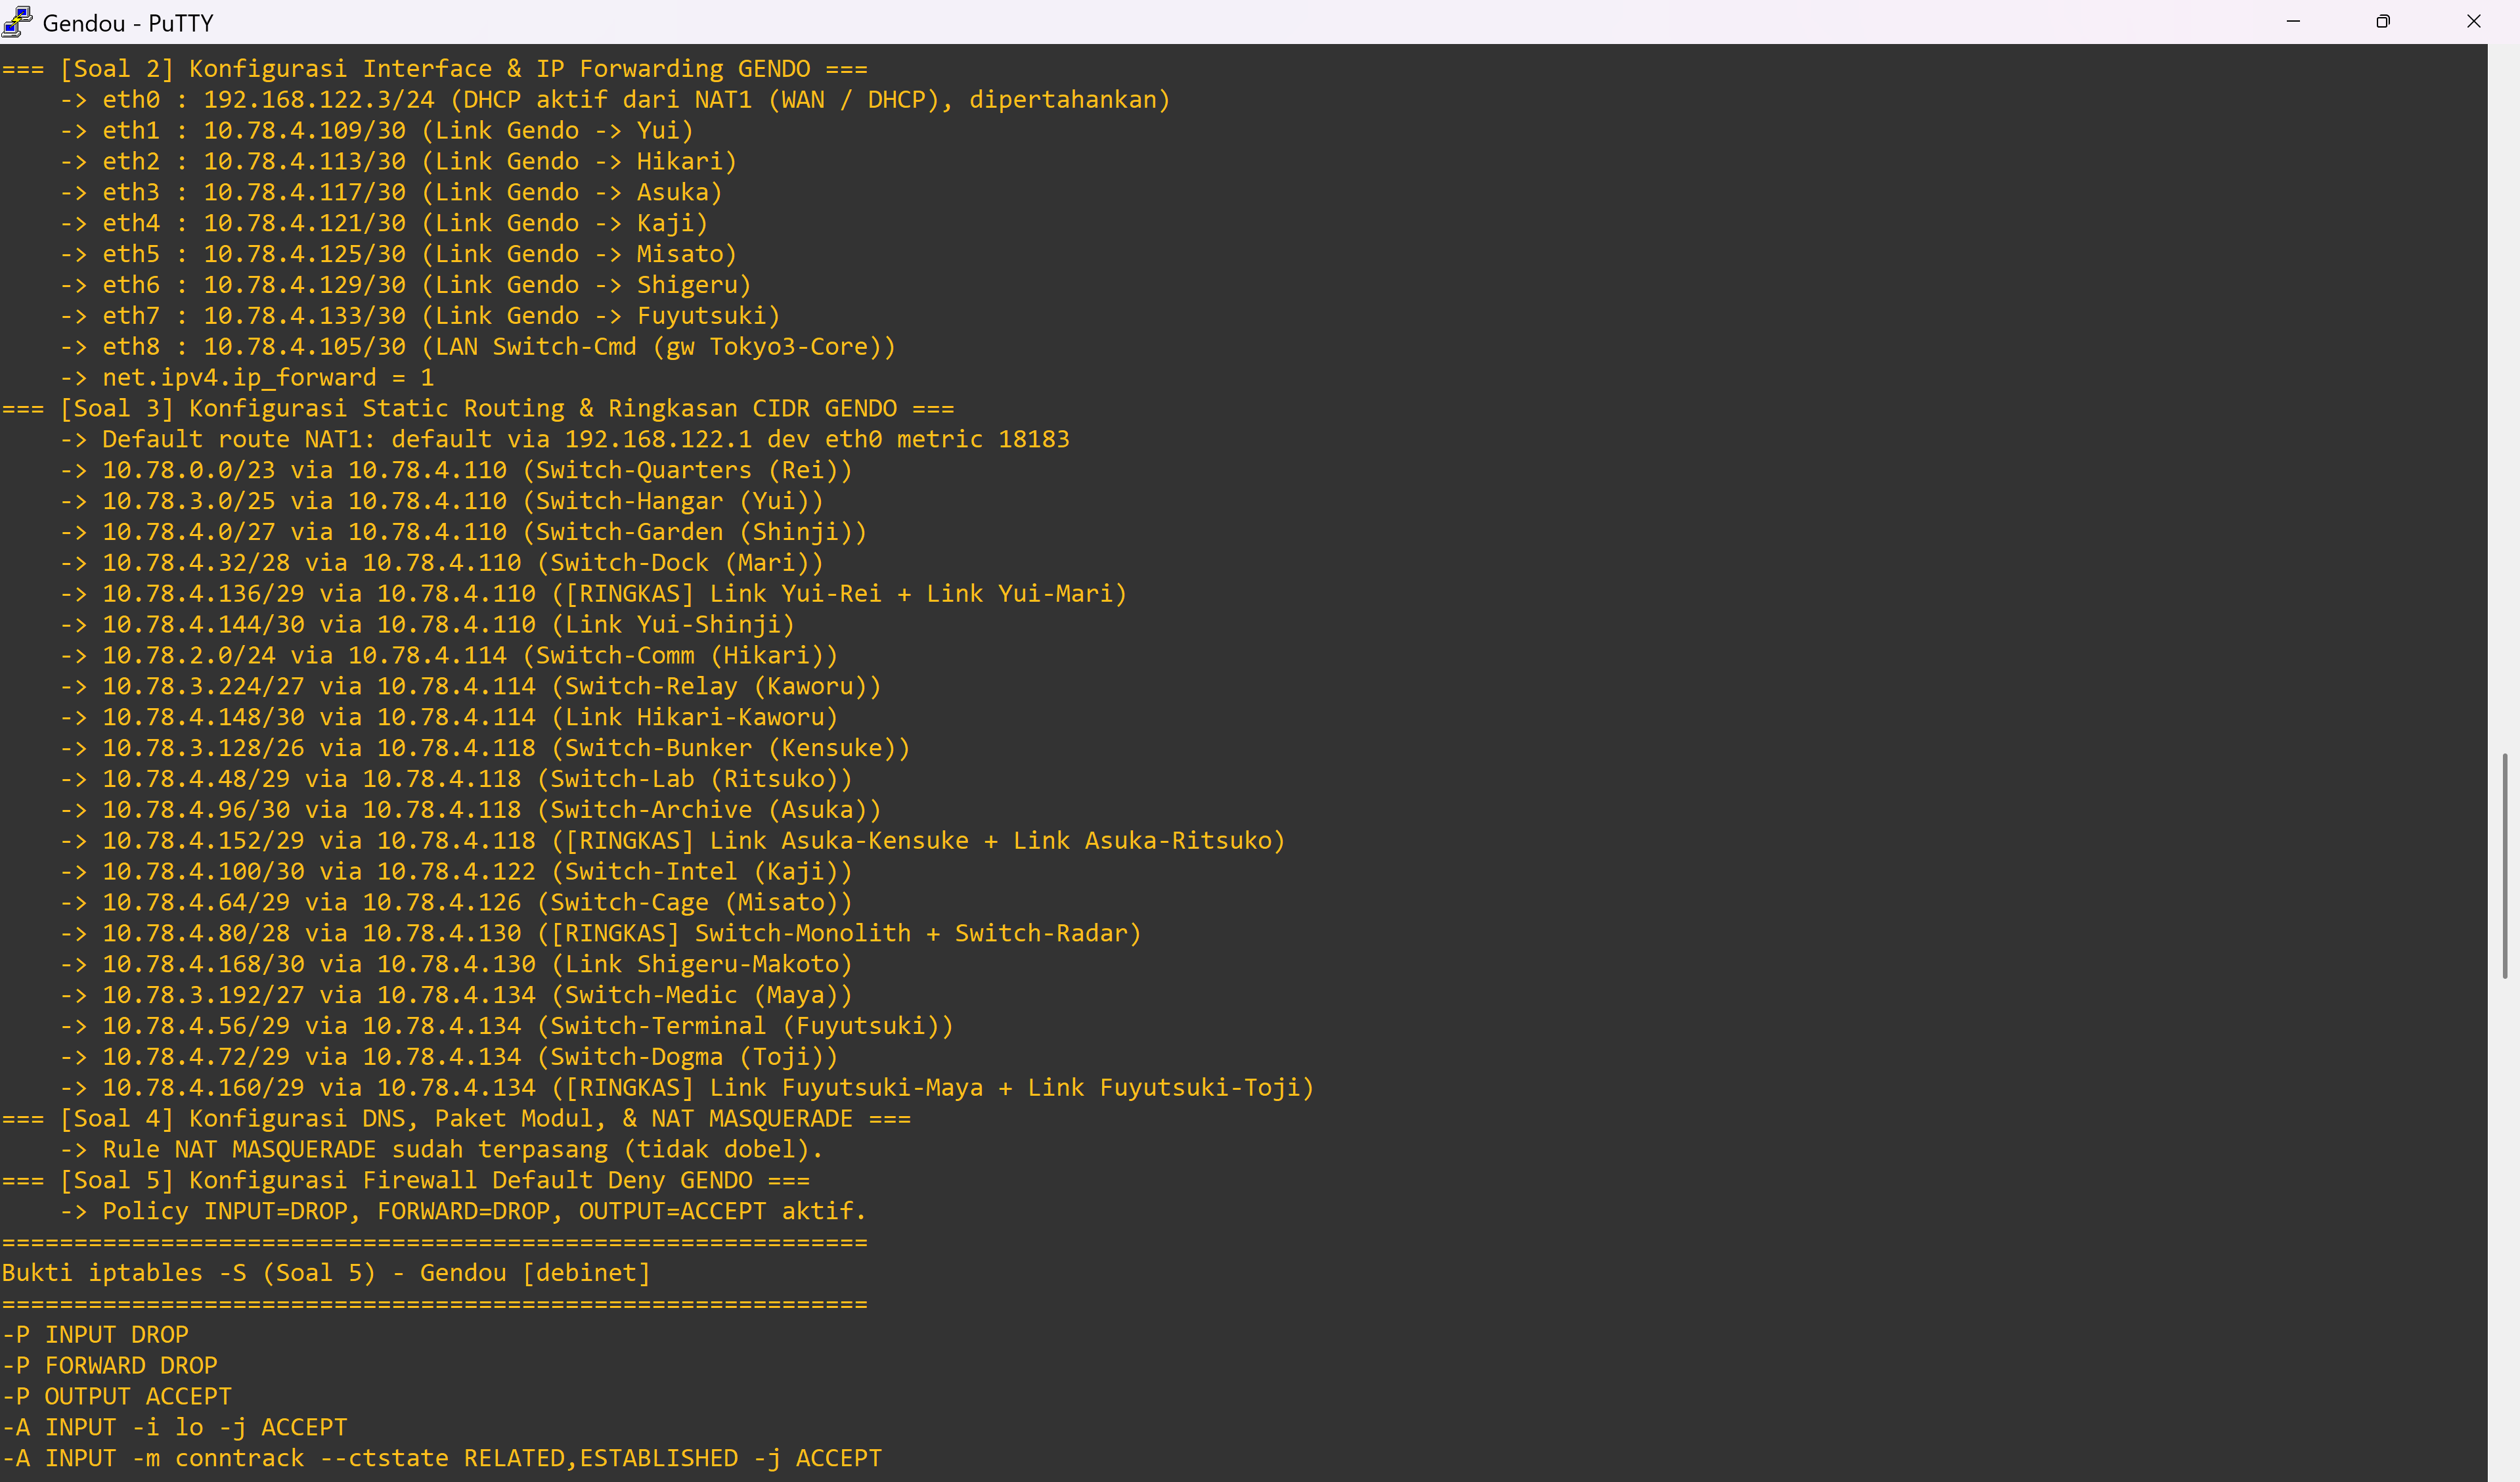 Gendou - PuTTY
=== [Soal 2] Konfigurasi Interface & IP Forwarding GENDO ===
    -> eth0 : 192.168.122.3/24 (DHCP aktif dari NAT1 (WAN / DHCP), dipertahankan)
    -> eth1 : 10.78.4.109/30 (Link Gendo -> Yui)
    -> eth2 : 10.78.4.113/30 (Link Gendo -> Hikari)
    -> eth3 : 10.78.4.117/30 (Link Gendo -> Asuka)
    -> eth4 : 10.78.4.121/30 (Link Gendo -> Kaji)
    -> eth5 : 10.78.4.125/30 (Link Gendo -> Misato)
    -> eth6 : 10.78.4.129/30 (Link Gendo -> Shigeru)
    -> eth7 : 10.78.4.133/30 (Link Gendo -> Fuyutsuki)
    -> eth8 : 10.78.4.105/30 (LAN Switch-Cmd (gw Tokyo3-Core))
    -> net.ipv4.ip_forward = 1
=== [Soal 3] Konfigurasi Static Routing & Ringkasan CIDR GENDO ===
    -> Default route NAT1: default via 192.168.122.1 dev eth0 metric 18183
    -> 10.78.0.0/23 via 10.78.4.110 (Switch-Quarters (Rei))
    -> 10.78.3.0/25 via 10.78.4.110 (Switch-Hangar (Yui))
    -> 10.78.4.0/27 via 10.78.4.110 (Switch-Garden (Shinji))
    -> 10.78.4.32/28 via 10.78.4.110 (Switch-Dock (Mari))
    -> 10.78.4.136/29 via 10.78.4.110 ([RINGKAS] Link Yui-Rei + Link Yui-Mari)
    -> 10.78.4.144/30 via 10.78.4.110 (Link Yui-Shinji)
    -> 10.78.2.0/24 via 10.78.4.114 (Switch-Comm (Hikari))
    -> 10.78.3.224/27 via 10.78.4.114 (Switch-Relay (Kaworu))
    -> 10.78.4.148/30 via 10.78.4.114 (Link Hikari-Kaworu)
    -> 10.78.3.128/26 via 10.78.4.118 (Switch-Bunker (Kensuke))
    -> 10.78.4.48/29 via 10.78.4.118 (Switch-Lab (Ritsuko))
    -> 10.78.4.96/30 via 10.78.4.118 (Switch-Archive (Asuka))
    -> 10.78.4.152/29 via 10.78.4.118 ([RINGKAS] Link Asuka-Kensuke + Link Asuka-Ritsuko)
    -> 10.78.4.100/30 via 10.78.4.122 (Switch-Intel (Kaji))
    -> 10.78.4.64/29 via 10.78.4.126 (Switch-Cage (Misato))
    -> 10.78.4.80/28 via 10.78.4.130 ([RINGKAS] Switch-Monolith + Switch-Radar)
    -> 10.78.4.168/30 via 10.78.4.130 (Link Shigeru-Makoto)
    -> 10.78.3.192/27 via 10.78.4.134 (Switch-Medic (Maya))
    -> 10.78.4.56/29 via 10.78.4.134 (Switch-Terminal (Fuyutsuki))
    -> 10.78.4.72/29 via 10.78.4.134 (Switch-Dogma (Toji))
    -> 10.78.4.160/29 via 10.78.4.134 ([RINGKAS] Link Fuyutsuki-Maya + Link Fuyutsuki-Toji)
=== [Soal 4] Konfigurasi DNS, Paket Modul, & NAT MASQUERADE ===
    -> Rule NAT MASQUERADE sudah terpasang (tidak dobel).
=== [Soal 5] Konfigurasi Firewall Default Deny GENDO ===
    -> Policy INPUT=DROP, FORWARD=DROP, OUTPUT=ACCEPT aktif.
============================================================
Bukti iptables -S (Soal 5) - Gendou [debinet]
============================================================
-P INPUT DROP
-P FORWARD DROP
-P OUTPUT ACCEPT
-A INPUT -i lo -j ACCEPT
-A INPUT -m conntrack --ctstate RELATED,ESTABLISHED -j ACCEPT